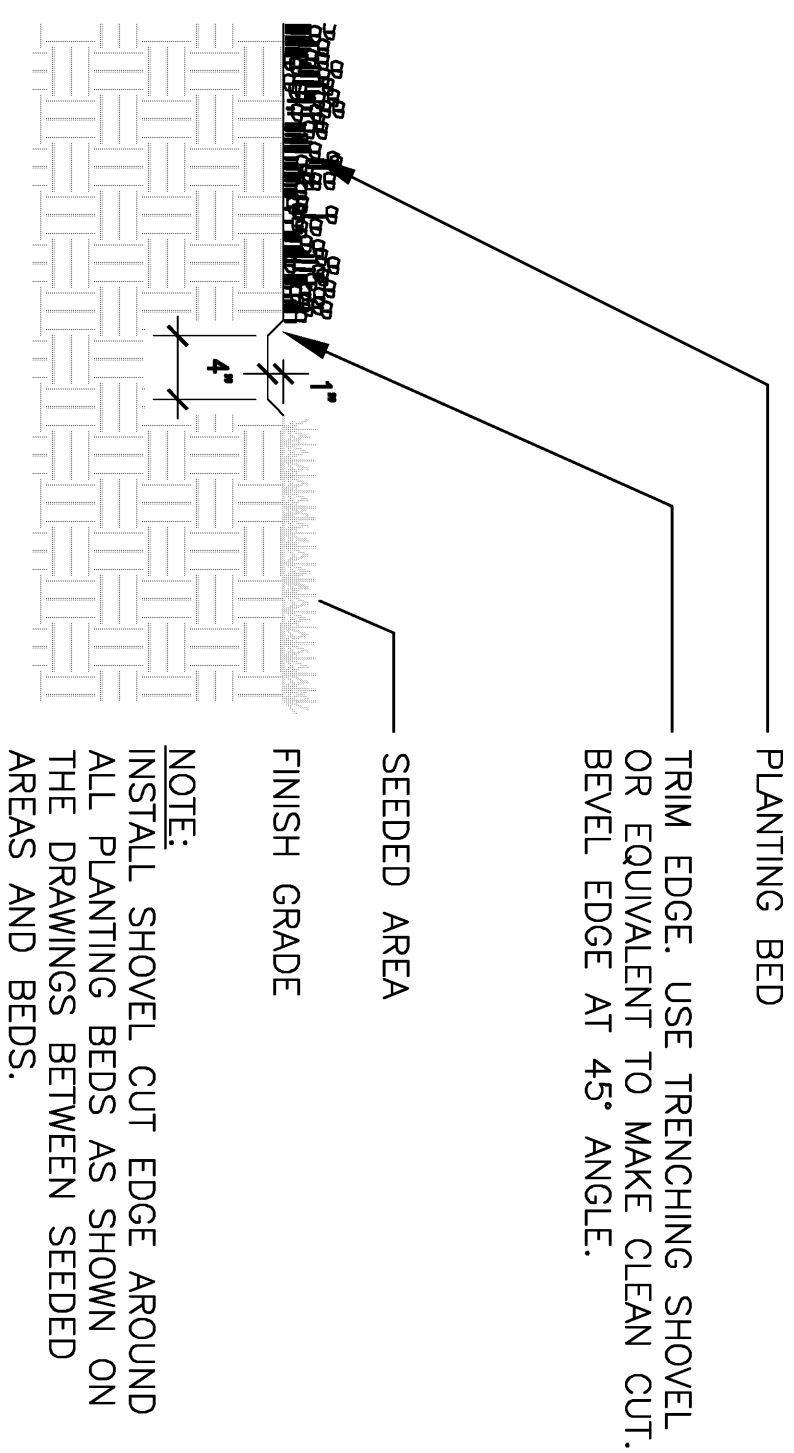 PLANTING BED
TRIM EDGE. USE TRENCHING SHOVEL
OR EQUIVALENT TO MAKE CLEAN CUT.
BEVEL EDGE AT 45° ANGLE.
SEEDED AREA
FINISH GRADE
1"
4"
NOTE:
INSTALL SHOVEL CUT EDGE AROUND
ALL PLANTING BEDS AS SHOWN ON
THE DRAWINGS BETWEEN SEEDED
AREAS AND BEDS.